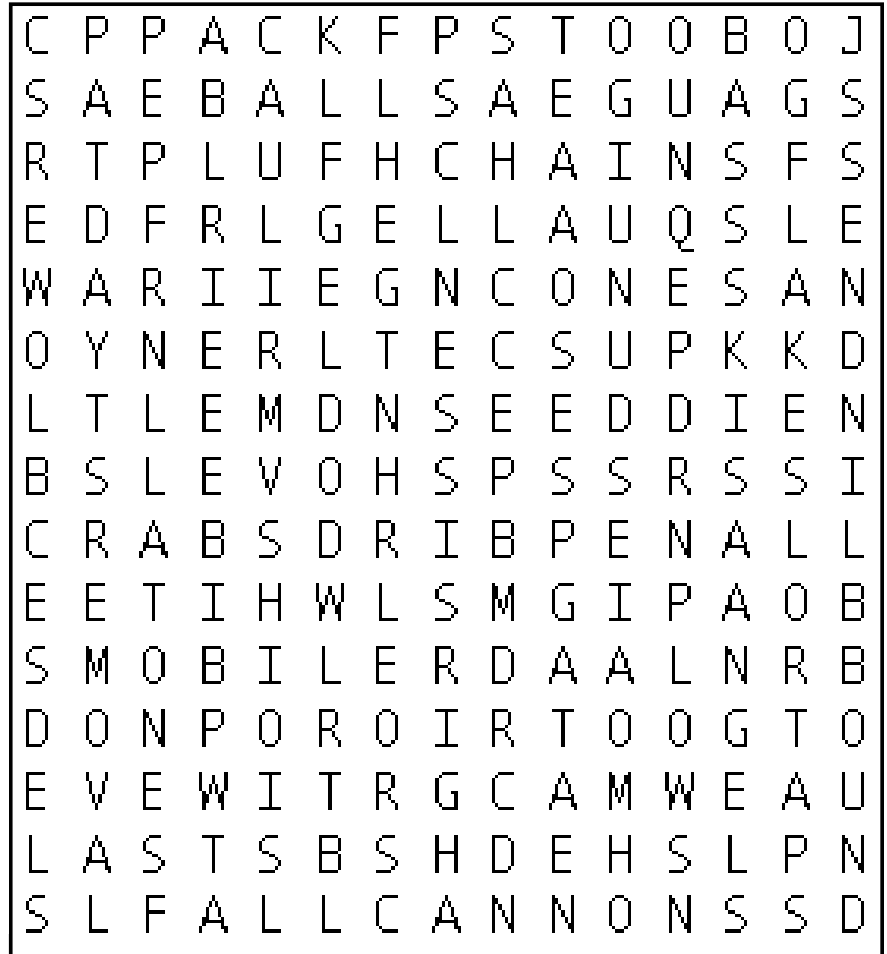 C P P A C K F P S T O O B O J
S A E B A L L S A E G U A G S
R T P L U F H C H A I N S F S
E D F R L G E L L A U Q S L E
W A R I I E G N C O N E S A N
O Y N E R L T E C S U P K K D
L T L E M D N S E E D D I E N
B S L E V O H S P S S R S S I
C R A B S D R I B P E N A L L
E E T I H W L S M G I P A O B
S M O B I L E R D A A L N R B
D O N P O R O I R T O O G T O
E V E W I T R G C A M W E A U
L A S T S B S H D E H S L P N
S L F A L L C A N N O N S S D